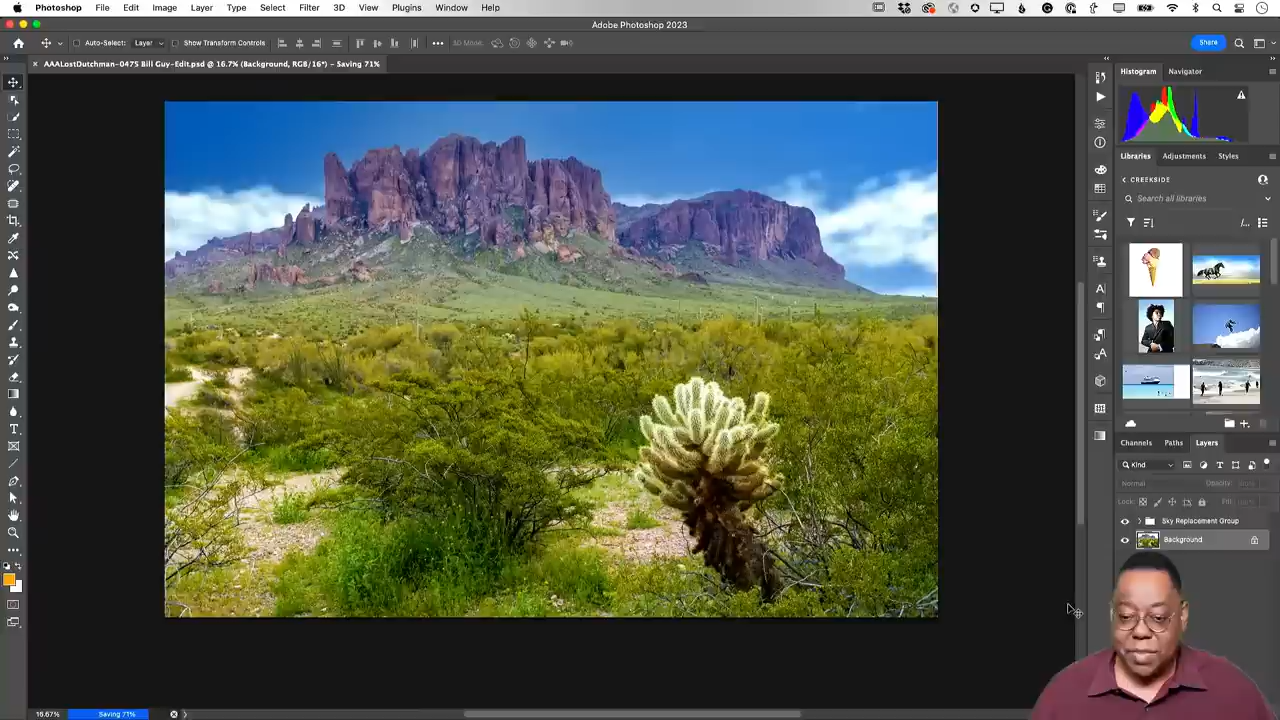 Photoshop File Edit Image Layer Type Select Filter 3D View Plugins Window Help
Adobe Photoshop 2023
Auto-Select: Layer Show Transform Controls 3D Mode: Share
AAALostDutchman-0475 Bill Guy-Edit.psd @ 16.7% (Background, RGB/16*) - Saving 71%
Histogram Navigator
Libraries Adjustments Styles
CREEKSIDE
Search all libraries
Channels Paths Layers
Kind
Normal Opacity:
Lock: Fill:
Sky Replacement Group
Background
16.67% Saving 71%